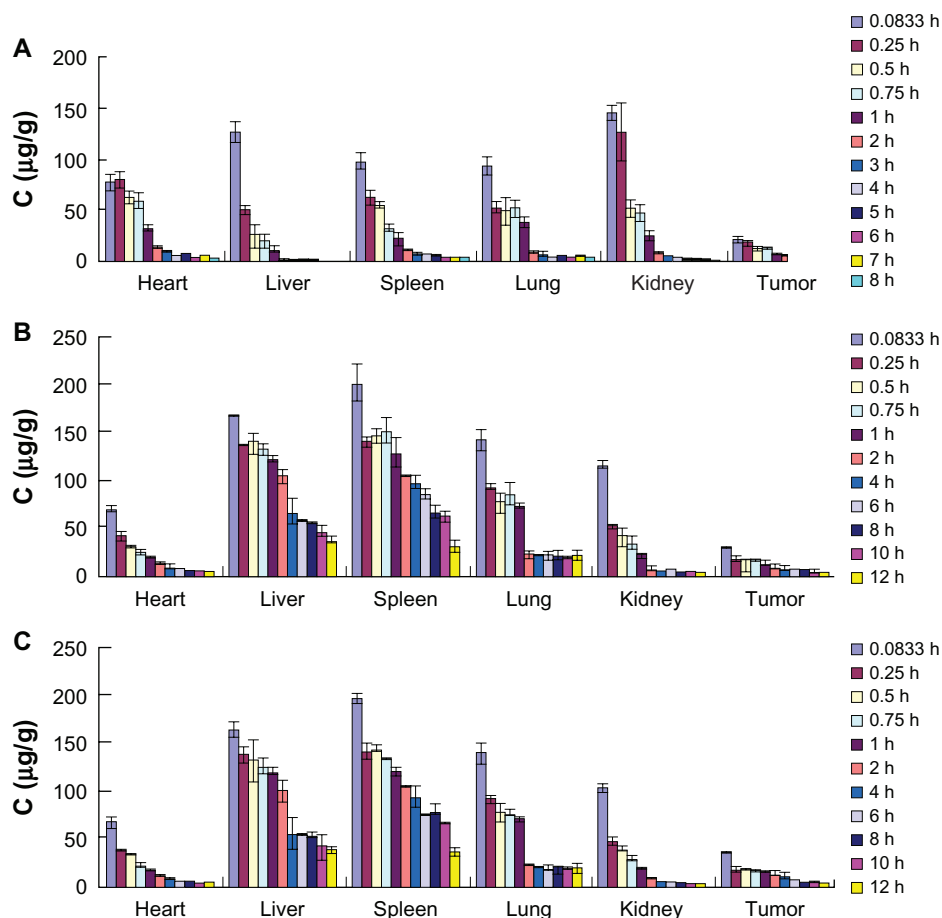 A
C (µg/g)
200
150
100
50
0
Heart Liver Spleen Lung Kidney Tumor
0.0833 h
0.25 h
0.5 h
0.75 h
1 h
2 h
3 h
4 h
5 h
6 h
7 h
8 h
B
C (µg/g)
250
200
150
100
50
0
Heart Liver Spleen Lung Kidney Tumor
0.0833 h
0.25 h
0.5 h
0.75 h
1 h
2 h
4 h
6 h
8 h
10 h
12 h
C
C (µg/g)
250
200
150
100
50
0
Heart Liver Spleen Lung Kidney Tumor
0.0833 h
0.25 h
0.5 h
0.75 h
1 h
2 h
4 h
6 h
8 h
10 h
12 h